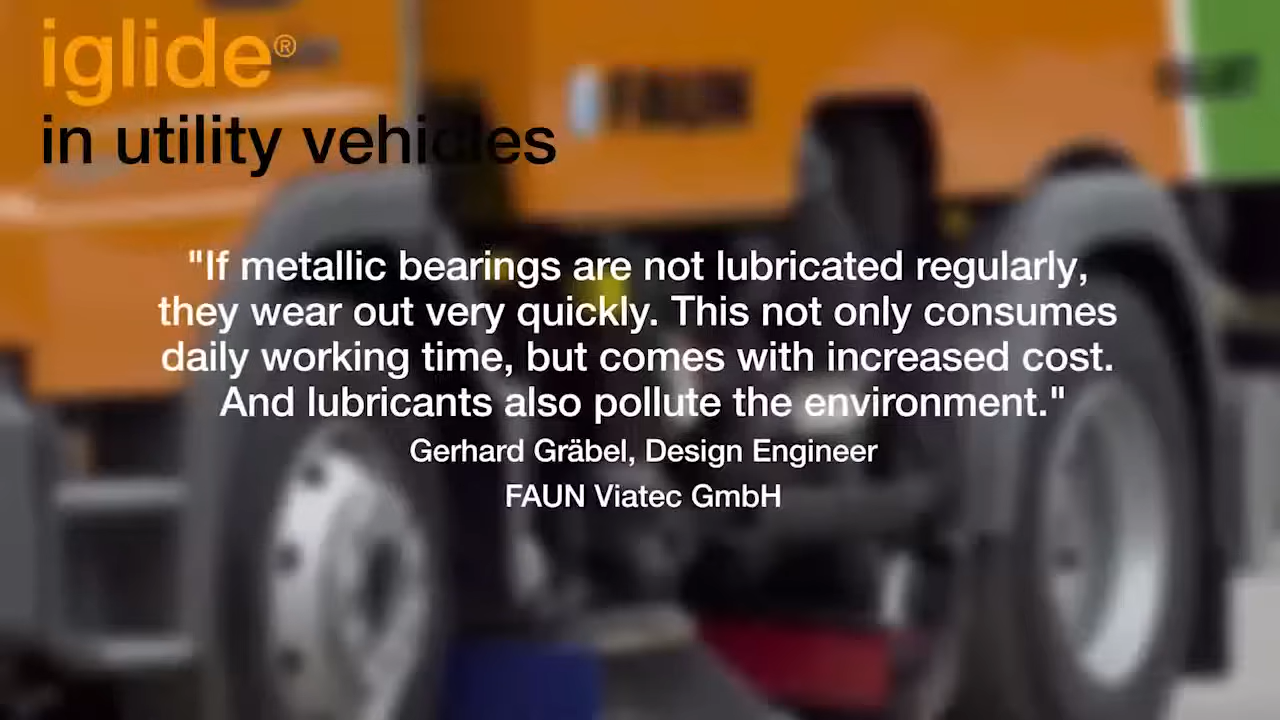 iglide®
in utility vehicles
FAUN
"If metallic bearings are not lubricated regularly,
they wear out very quickly. This not only consumes
daily working time, but comes with increased cost.
And lubricants also pollute the environment."
Gerhard Gräbel, Design Engineer
FAUN Viatec GmbH